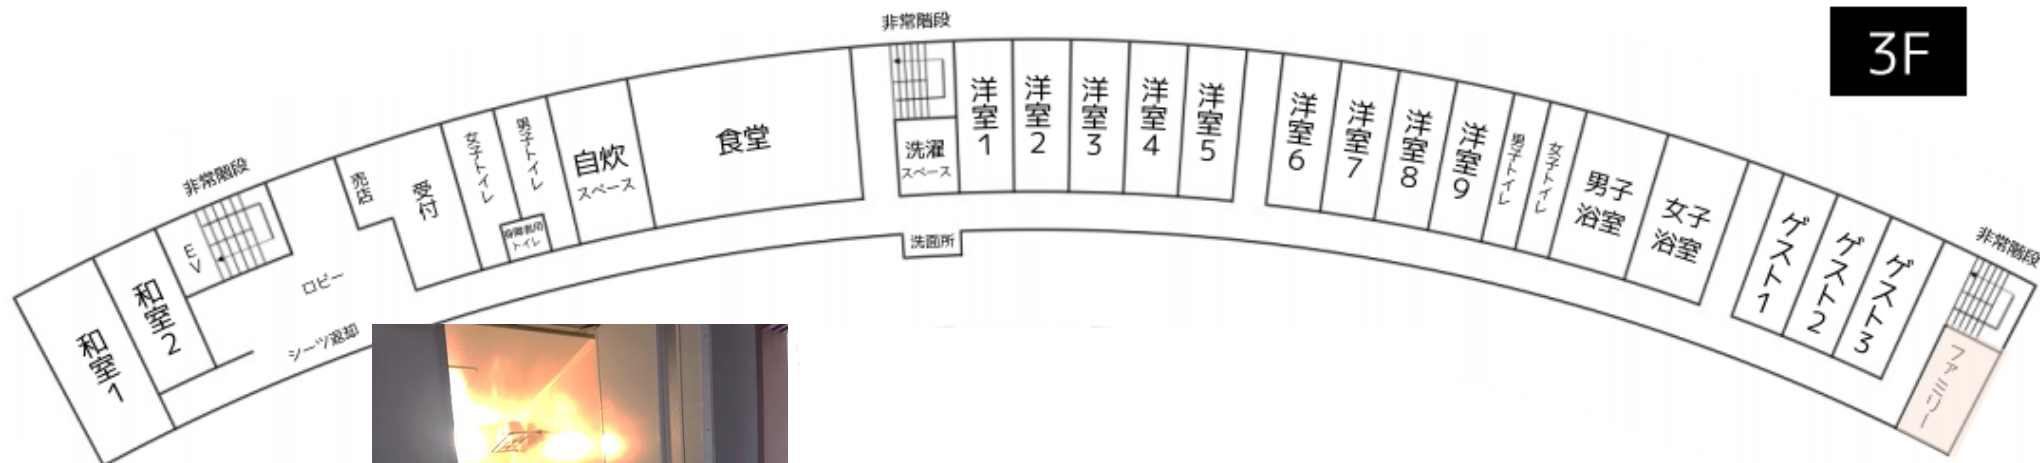 3F
非常階段
和室1
和室2
EV
非常階段
ロビー
シーツ返却
売店
受付
女子トイレ
男子トイレ
身障者用
トイレ
自炊
スペース
食堂
非常階段
洗濯
スペース
洗面所
洋室1
洋室2
洋室3
洋室4
洋室5
洋室6
洋室7
洋室8
洋室9
男子トイレ
女子トイレ
男子
浴室
女子
浴室
ゲスト1
ゲスト2
ゲスト3
非常階段
ファミリー